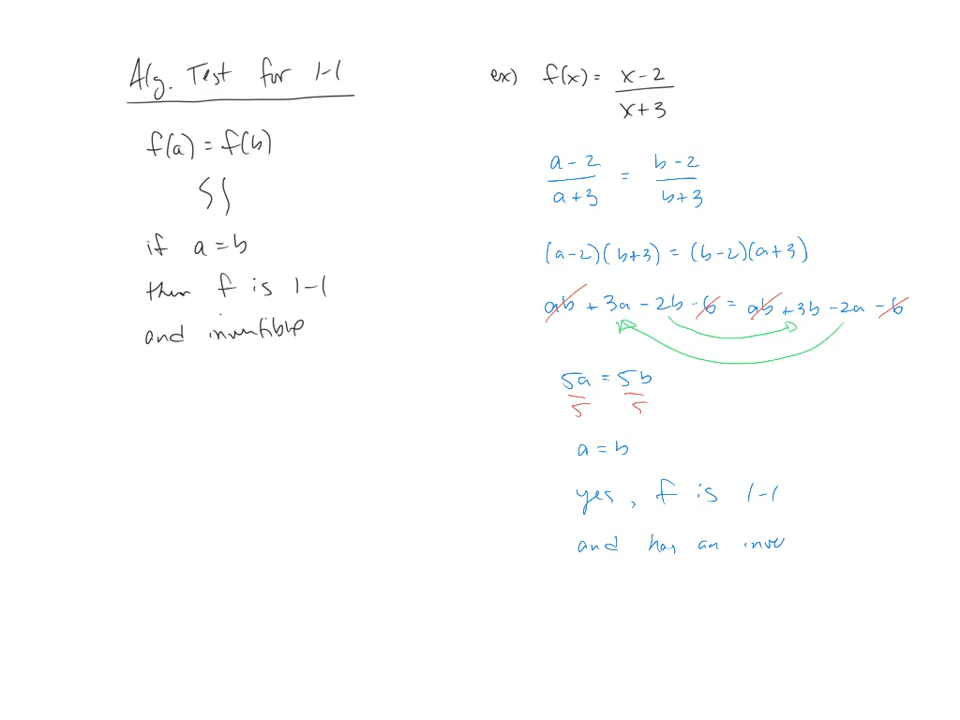 Alg. Test for 1-1
f(a) = f(b)
if a = b
then f is 1-1
and invertible
ex) f(x) = x-2 / x+3
a-2 / a+3 = b-2 / b+3
(a-2)(b+3) = (b-2)(a+3)
ab + 3a - 2b - 6 = ab + 3b - 2a - 6
5a = 5b
5 5
a = b
yes, f is 1-1
and has an inve